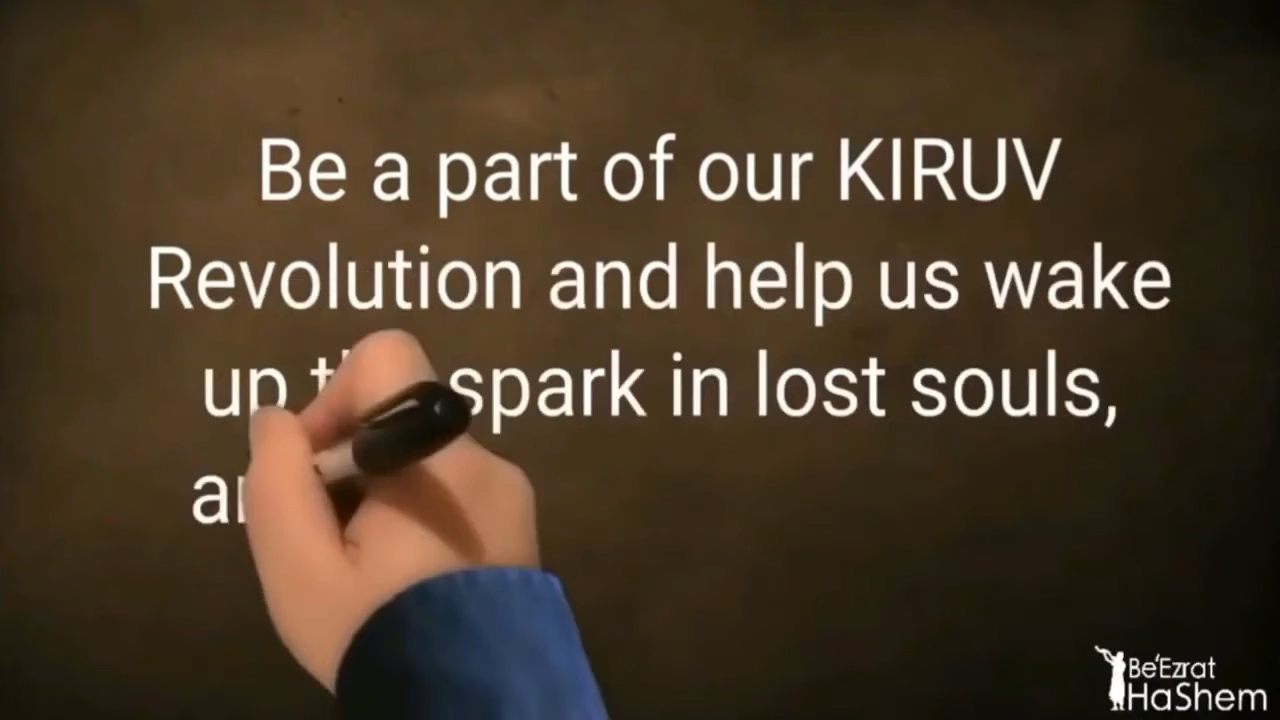 Be a part of our KIRUV
Revolution and help us wake
up spark in lost souls,
Be'Ezrat
HaShem